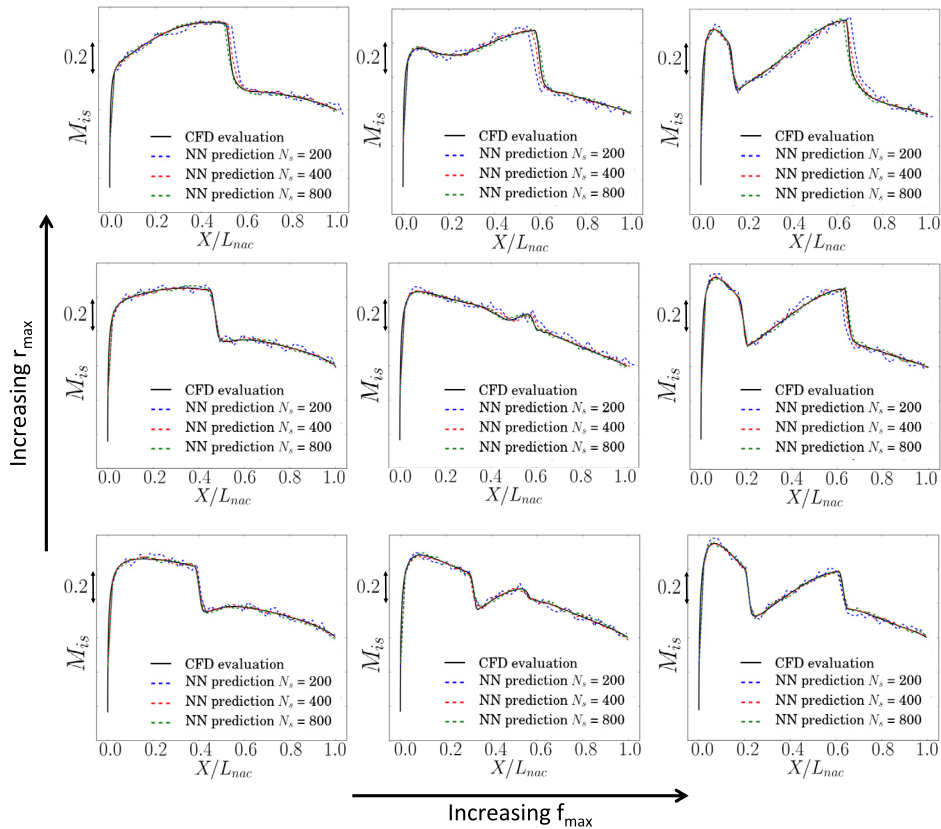 0.2
M_is
CFD evaluation
NN prediction N_s = 200
NN prediction N_s = 400
NN prediction N_s = 800
0.0 0.2 0.4 0.6 0.8 1.0
X/L_nac
CFD evaluation
NN prediction N_s = 200
NN prediction N_s = 400
NN prediction N_s = 800
0.0 0.2 0.4 0.6 0.8 1.0
X/L_nac
CFD evaluation
NN prediction N_s = 200
NN prediction N_s = 400
NN prediction N_s = 800
0.0 0.2 0.4 0.6 0.8 1.0
X/L_nac
Increasing r_max
0.2
M_is
CFD evaluation
NN prediction N_s = 200
NN prediction N_s = 400
NN prediction N_s = 800
0.0 0.2 0.4 0.6 0.8 1.0
X/L_nac
0.2
M_is
CFD evaluation
NN prediction N_s = 200
NN prediction N_s = 400
NN prediction N_s = 800
0.0 0.2 0.4 0.6 0.8 1.0
X/L_nac
0.2
M_is
CFD evaluation
NN prediction N_s = 200
NN prediction N_s = 400
NN prediction N_s = 800
0.0 0.2 0.4 0.6 0.8 1.0
X/L_nac
0.2
M_is
CFD evaluation
NN prediction N_s = 200
NN prediction N_s = 400
NN prediction N_s = 800
0.0 0.2 0.4 0.6 0.8 1.0
X/L_nac
0.2
M_is
CFD evaluation
NN prediction N_s = 200
NN prediction N_s = 400
NN prediction N_s = 800
0.0 0.2 0.4 0.6 0.8 1.0
X/L_nac
0.2
M_is
CFD evaluation
NN prediction N_s = 200
NN prediction N_s = 400
NN prediction N_s = 800
0.0 0.2 0.4 0.6 0.8 1.0
X/L_nac
Increasing f_max